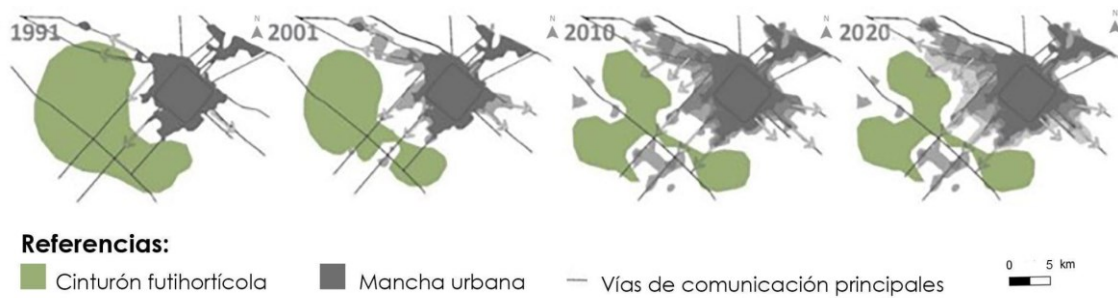 1991 N 2001 N 2010 N 2020 N
Referencias:
Cinturón futihortícola Mancha urbana Vías de comunicación principales
0 5 km